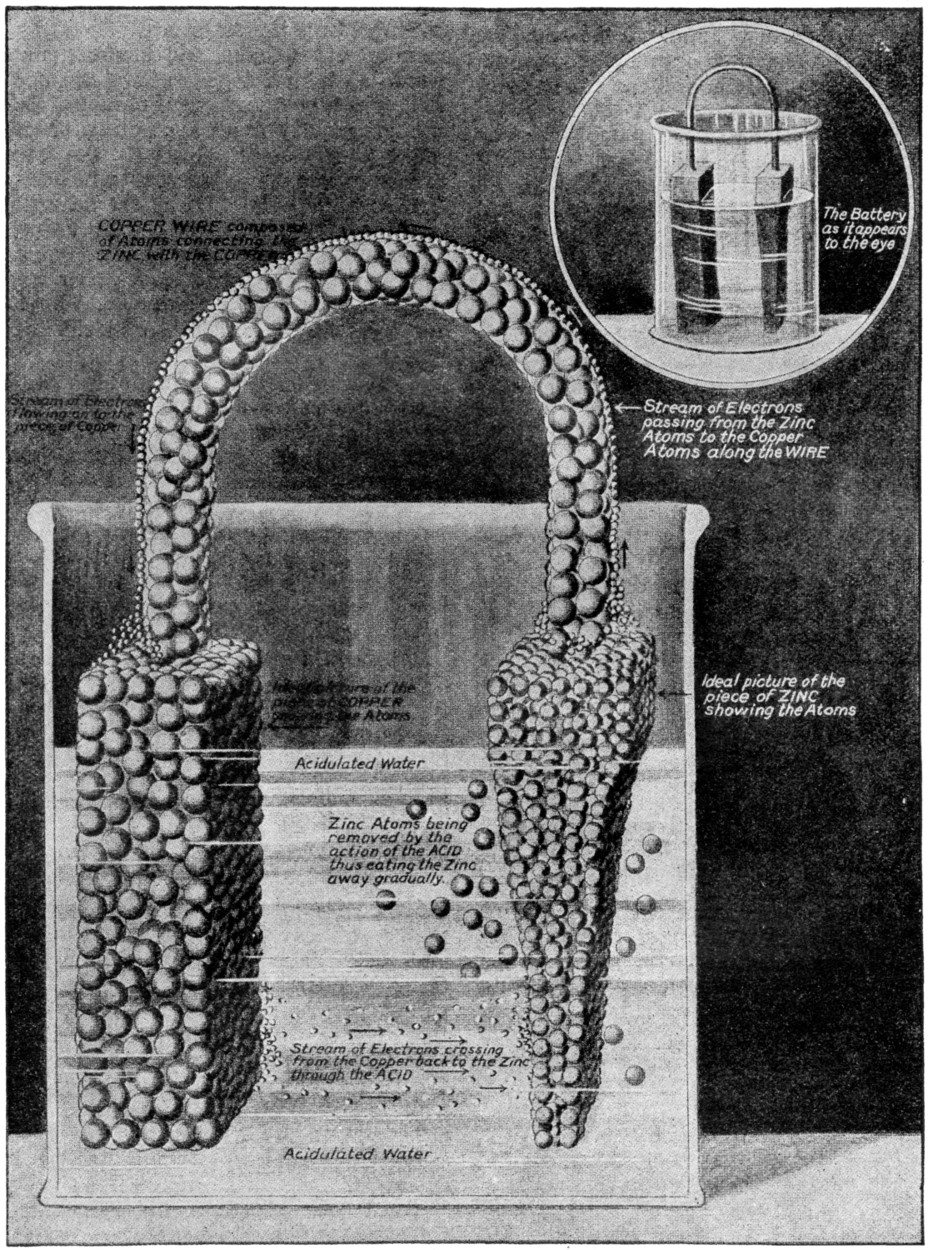 The Battery
as it appears
to the eye
COPPER WIRE composed
of Atoms connecting the
ZINC with the COPPER
Stream of Electrons
flowing on to the
piece of Copper
Stream of Electrons
passing from the Zinc
Atoms to the Copper
Atoms along the WIRE
Ideal picture of the
piece of COPPER
showing the Atoms
Ideal picture of the
piece of ZINC
showing the Atoms
Acidulated Water
Zinc Atoms being
removed by the
action of the ACID
thus eating the Zinc
away gradually.
Stream of Electrons crossing
from the Copper back to the Zinc
through the ACID
Acidulated Water